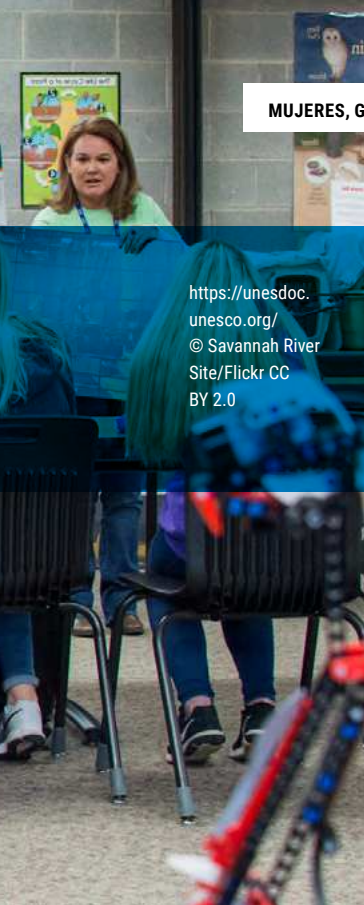 MUJERES, G
https://unesdoc.
unesco.org/
© Savannah River
Site/Flickr CC
BY 2.0